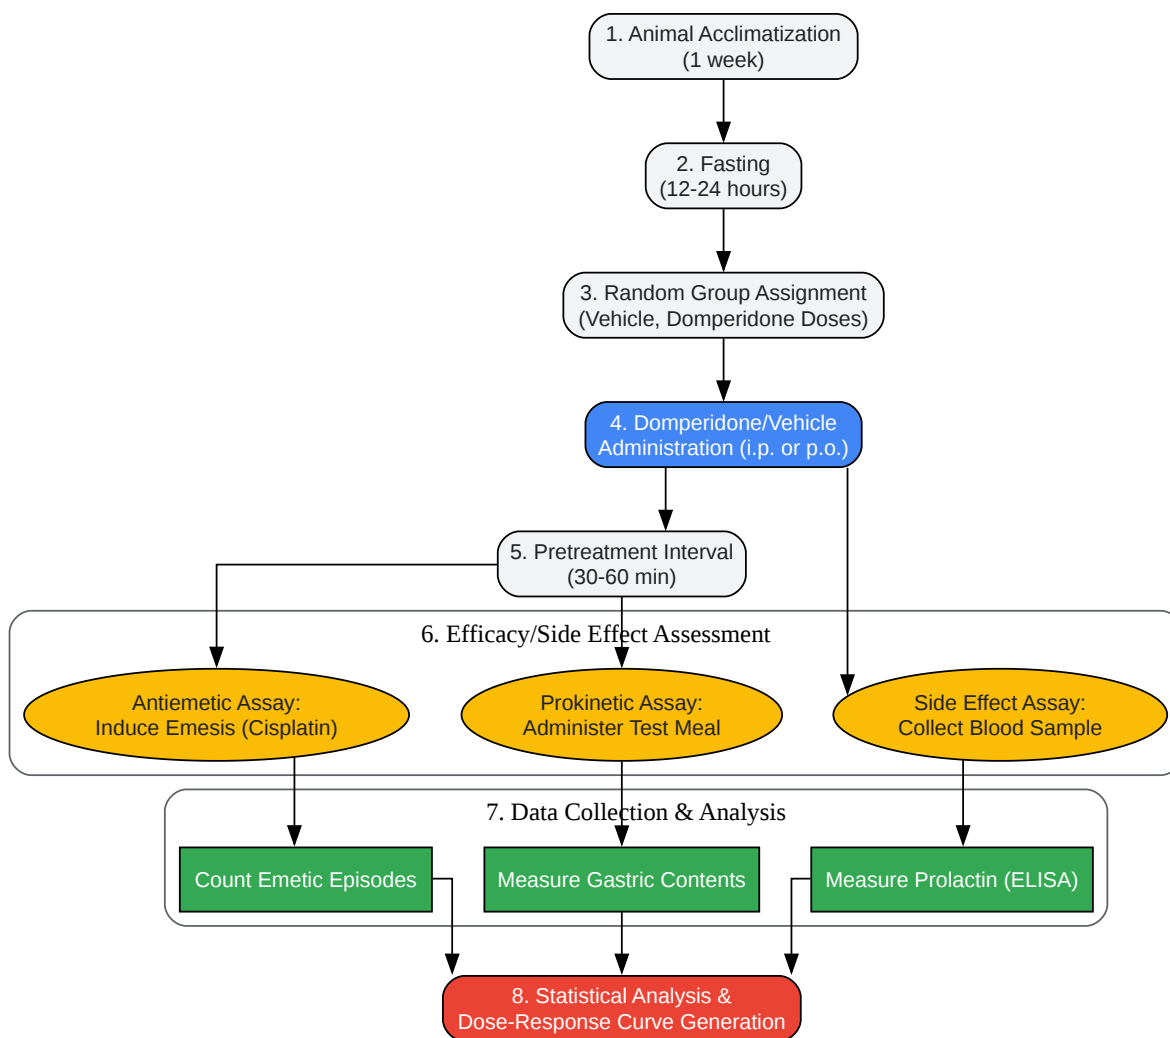 1. Animal Acclimatization
(1 week)
2. Fasting
(12-24 hours)
3. Random Group Assignment
(Vehicle, Domperidone Doses)
4. Domperidone/Vehicle
Administration (i.p. or p.o.)
5. Pretreatment Interval
(30-60 min)
6. Efficacy/Side Effect Assessment
Antiemetic Assay:
Induce Emesis (Cisplatin)
Prokinetic Assay:
Administer Test Meal
Side Effect Assay:
Collect Blood Sample
7. Data Collection & Analysis
Count Emetic Episodes
Measure Gastric Contents
Measure Prolactin (ELISA)
8. Statistical Analysis &
Dose-Response Curve Generation